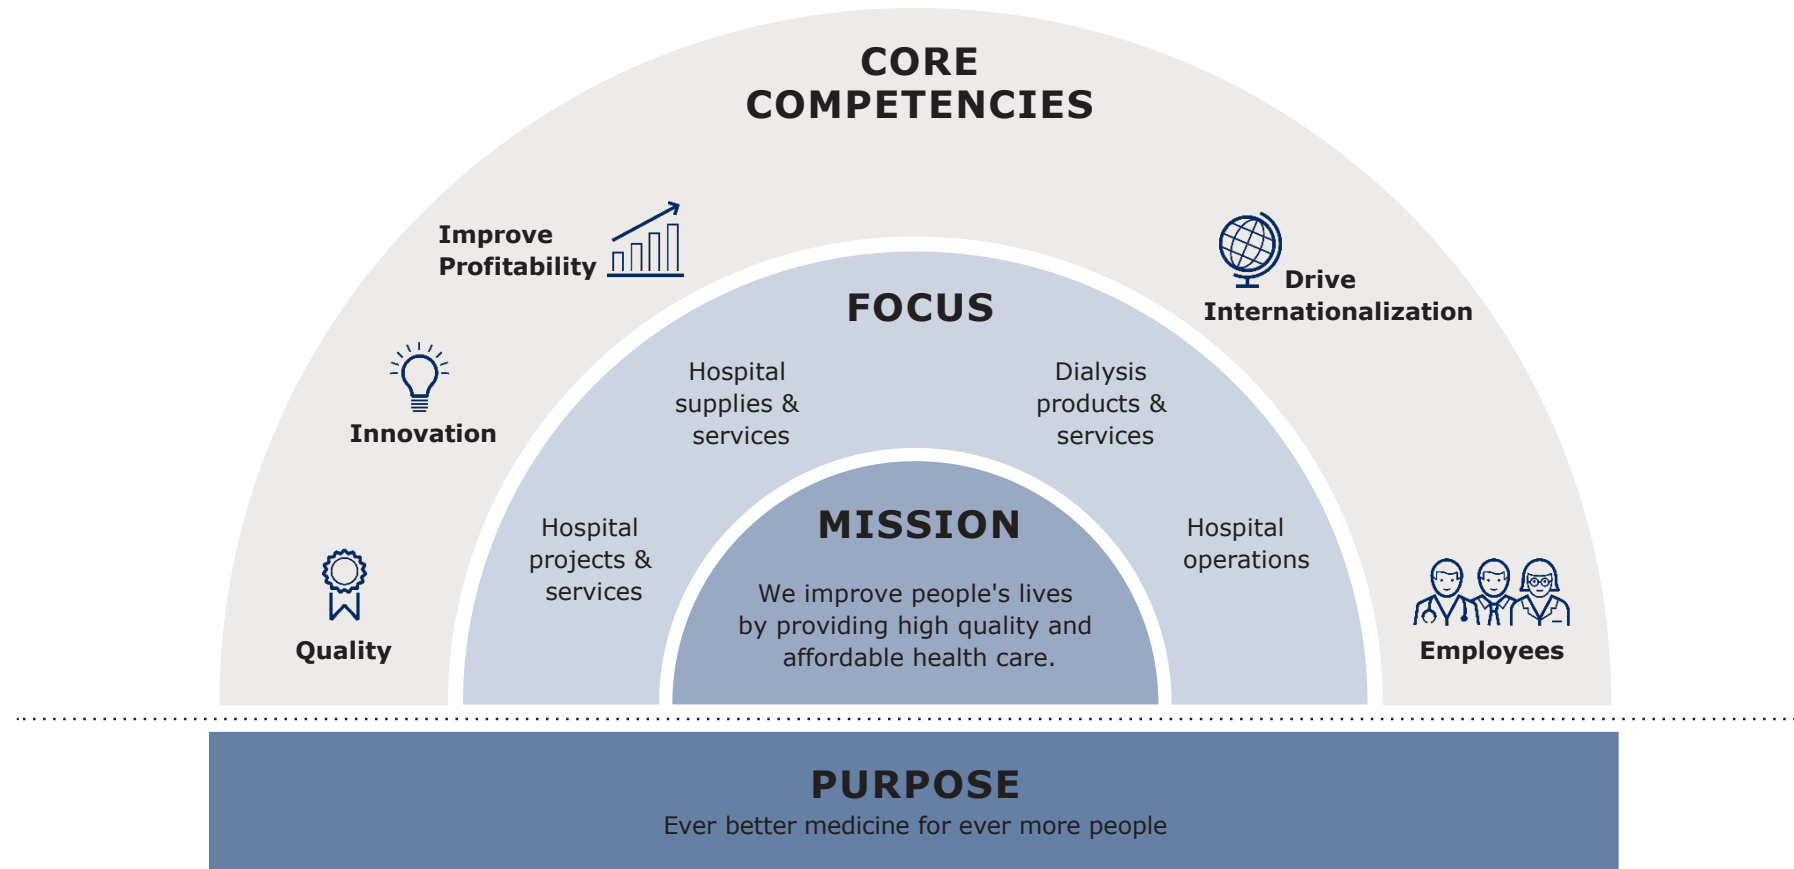 CORE
COMPETENCIES
Improve
Profitability
Drive
Internationalization
Innovation
Quality
Employees
FOCUS
Hospital
supplies &
services
Dialysis
products &
services
Hospital
projects &
services
Hospital
operations
MISSION
We improve people's lives
by providing high quality and
affordable health care.
PURPOSE
Ever better medicine for ever more people